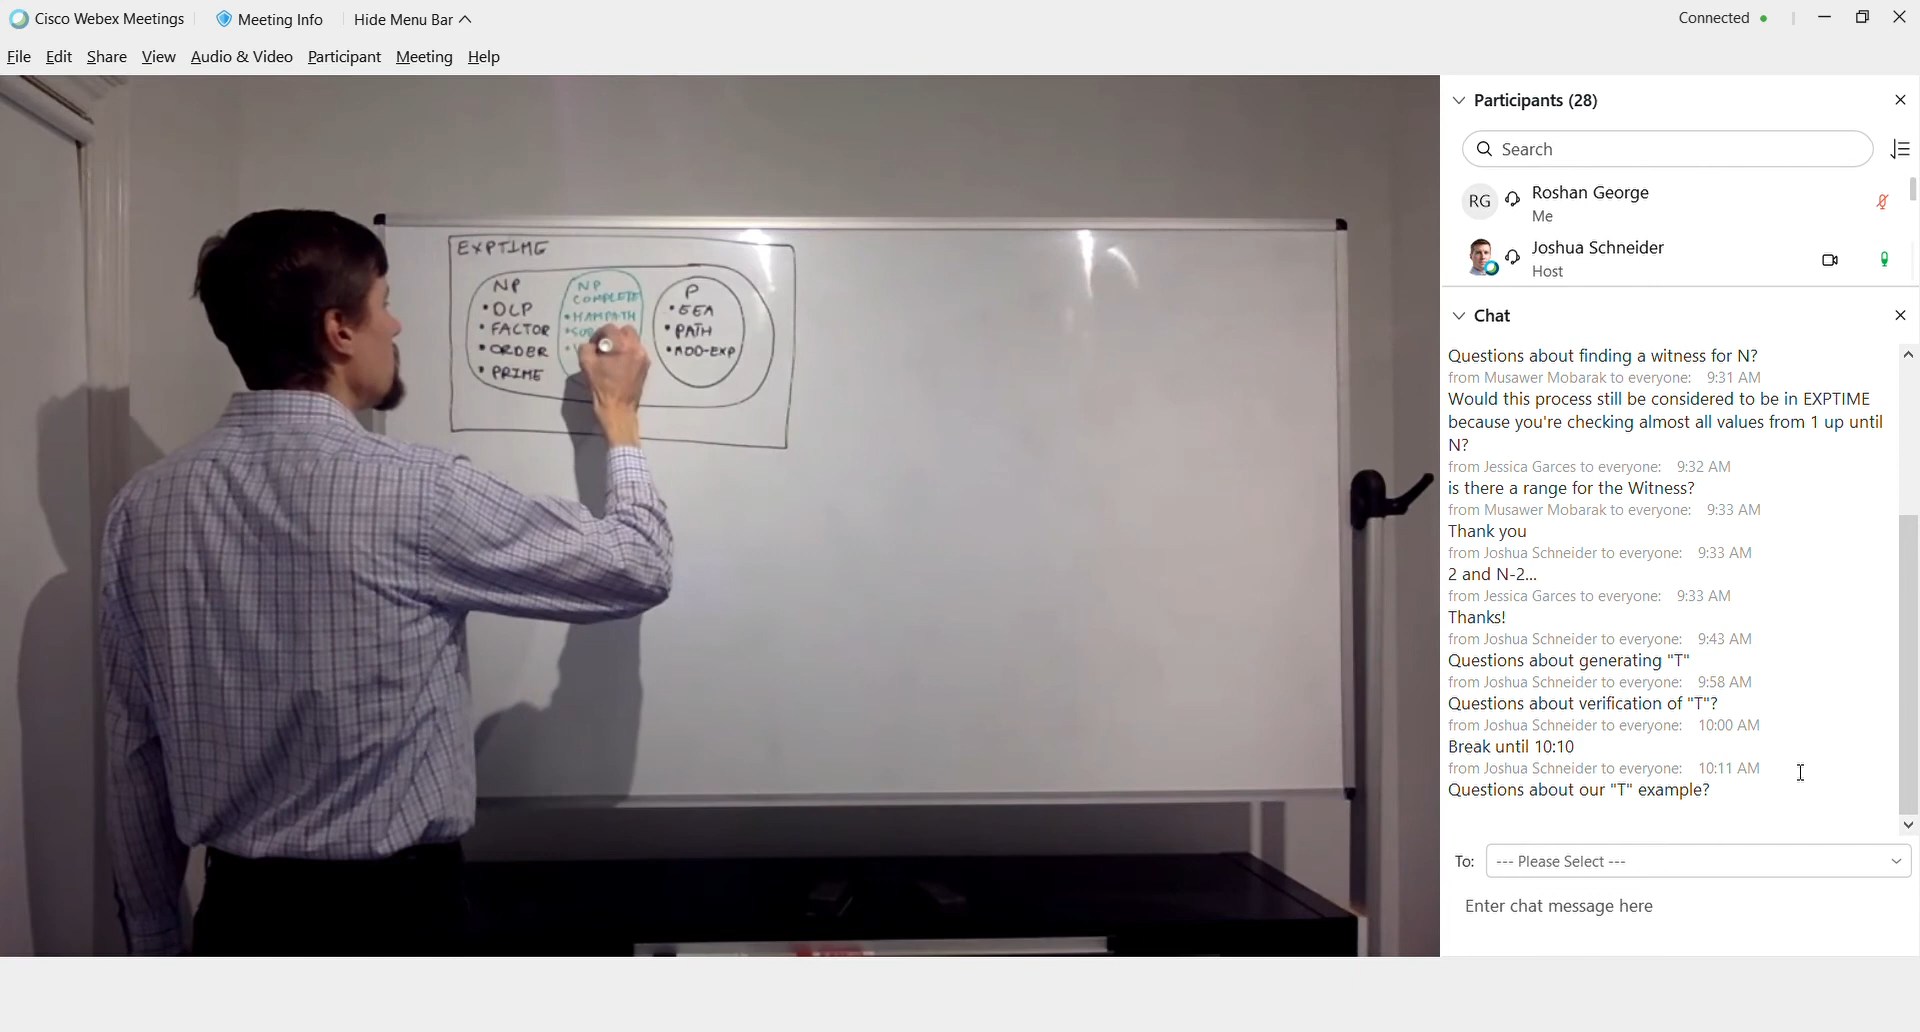 Cisco Webex Meetings
Meeting Info
Hide Menu Bar
Connected
File Edit Share View Audio & Video Participant Meeting Help
EXPTIME
NP
• DLP
• FACTOR
• ORDER
• PRIME
NP
COMPLETE
• HAMPATH
P
• EEA
• PATH
• MOD-EXP
Participants (28)
Search
RG
Roshan George
Me
Joshua Schneider
Host
Chat
Questions about finding a witness for N?
from Musawer Mobarak to everyone: 9:31 AM
Would this process still be considered to be in EXPTIME
because you're checking almost all values from 1 up until
N?
from Jessica Garces to everyone: 9:32 AM
is there a range for the Witness?
from Musawer Mobarak to everyone: 9:33 AM
Thank you
from Joshua Schneider to everyone: 9:33 AM
2 and N-2...
from Jessica Garces to everyone: 9:33 AM
Thanks!
from Joshua Schneider to everyone: 9:43 AM
Questions about generating "T"
from Joshua Schneider to everyone: 9:58 AM
Questions about verification of "T"?
from Joshua Schneider to everyone: 10:00 AM
Break until 10:10
from Joshua Schneider to everyone: 10:11 AM
Questions about our "T" example?
To: --- Please Select ---
Enter chat message here